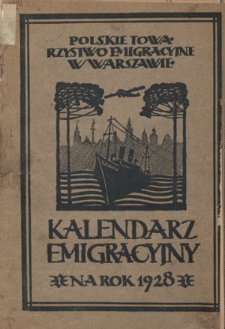 POLSKIE TOWA-
RZYSTWO EMIGRACYJNE
W WARSZAWIE
KALENDARZ
EMIGRACYJNY
NA ROK 1928